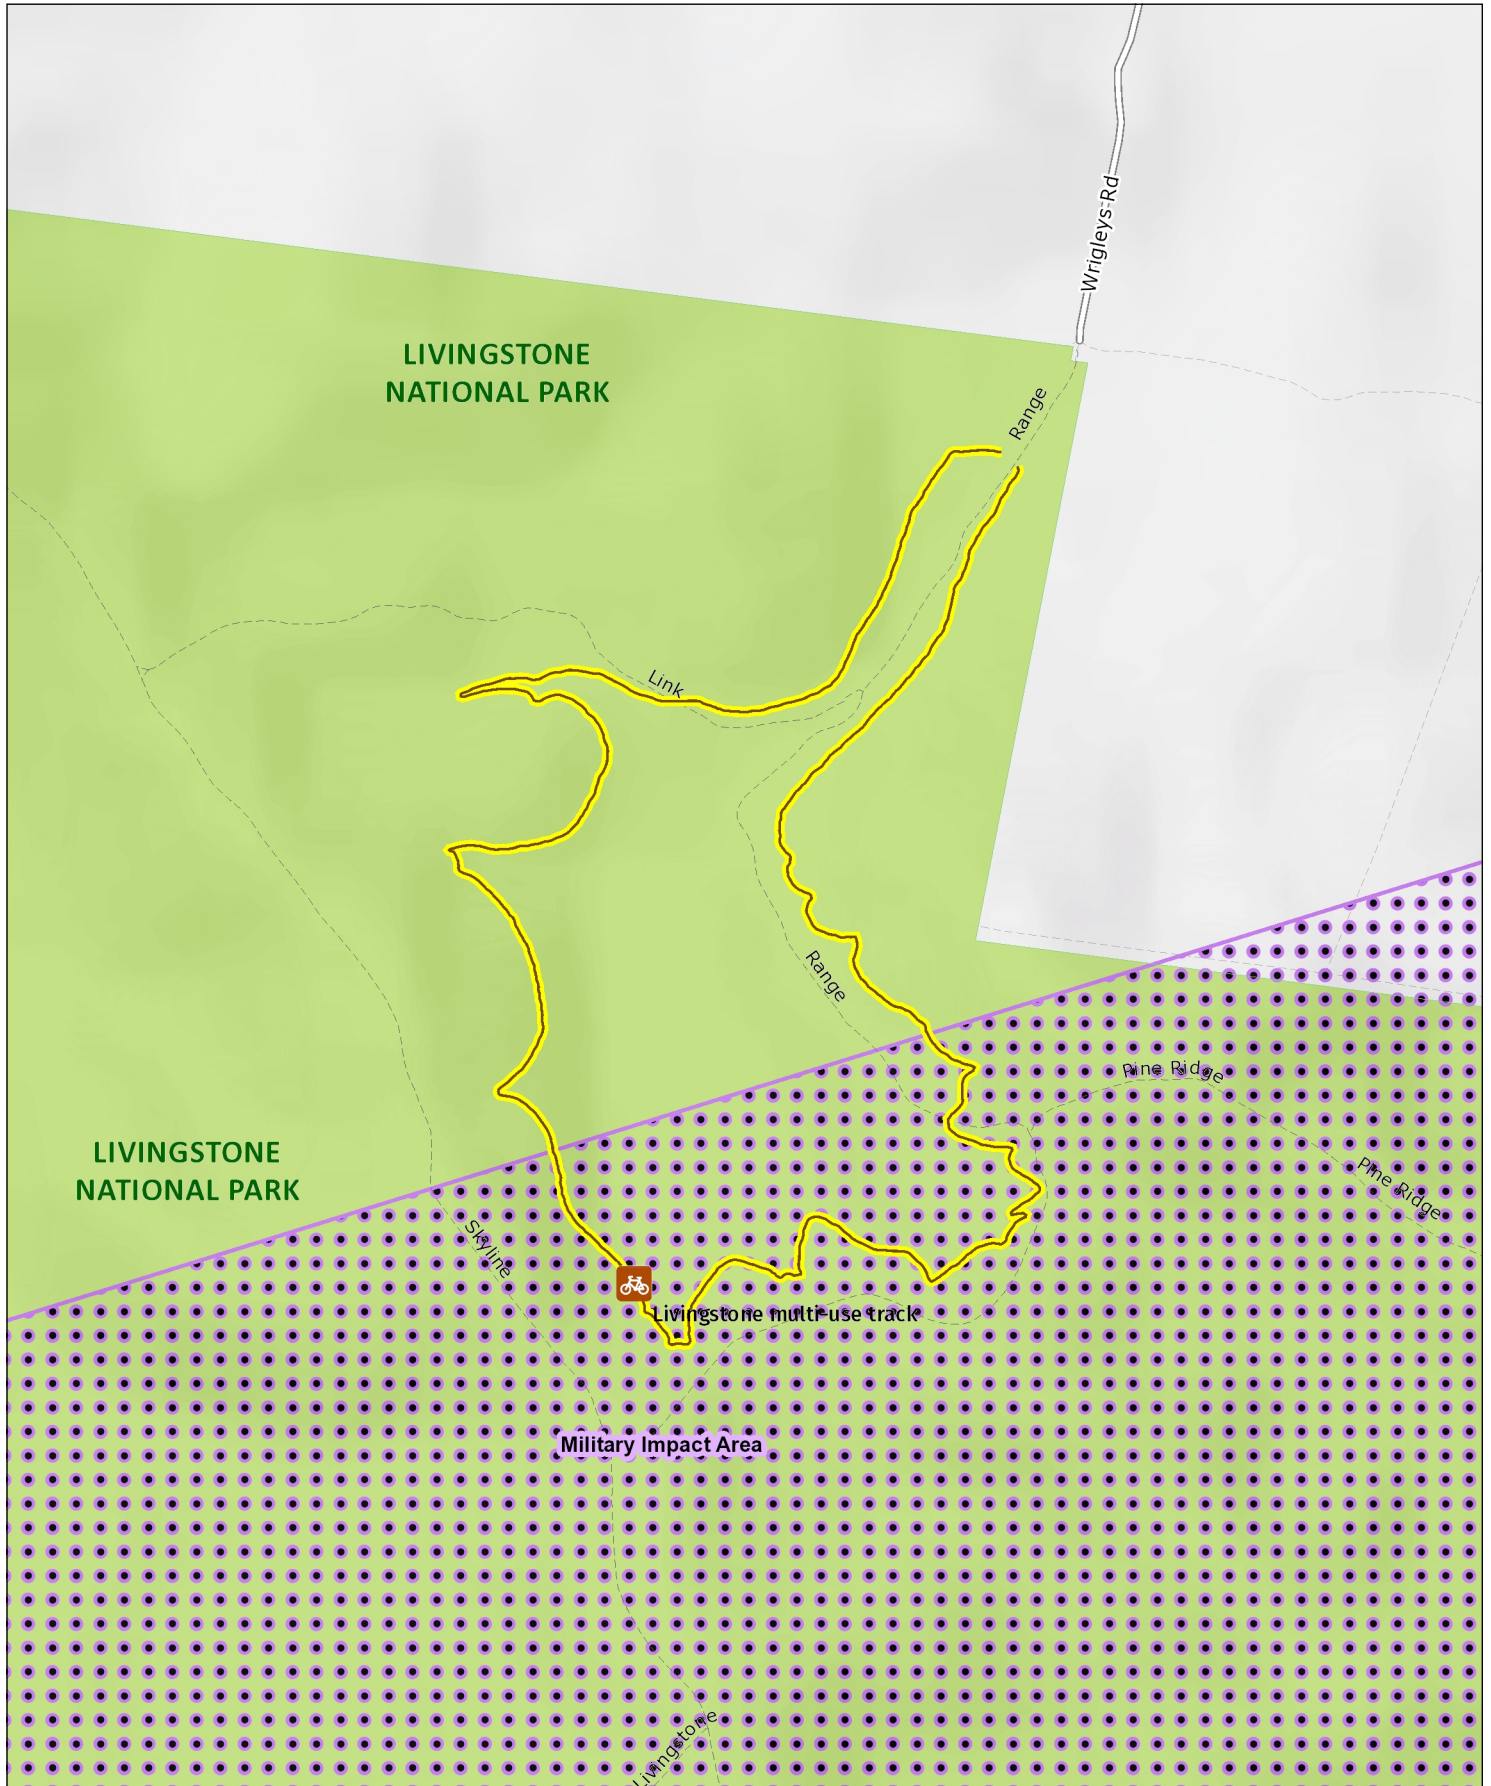 Wrigleys Rd
LIVINGSTONE
NATIONAL PARK
Range
Link
Range
Pine Ridge
LIVINGSTONE
NATIONAL PARK
Pine Ridge
Skyline
Livingstone multi-use track
Military Impact Area
Livingstone